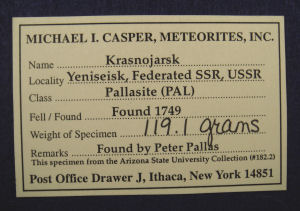 MICHAEL I. CASPER, METEORITES, INC.
Name Krasnojarsk
Locality Yeniseisk, Federated SSR, USSR
Class Pallasite (PAL)
Fell / Found Found 1749
Weight of Specimen 119.1 grams
Remarks Found by Peter Pallas
This specimen from the Arizona State University Collection (#182.2)
Post Office Drawer J, Ithaca, New York 14851